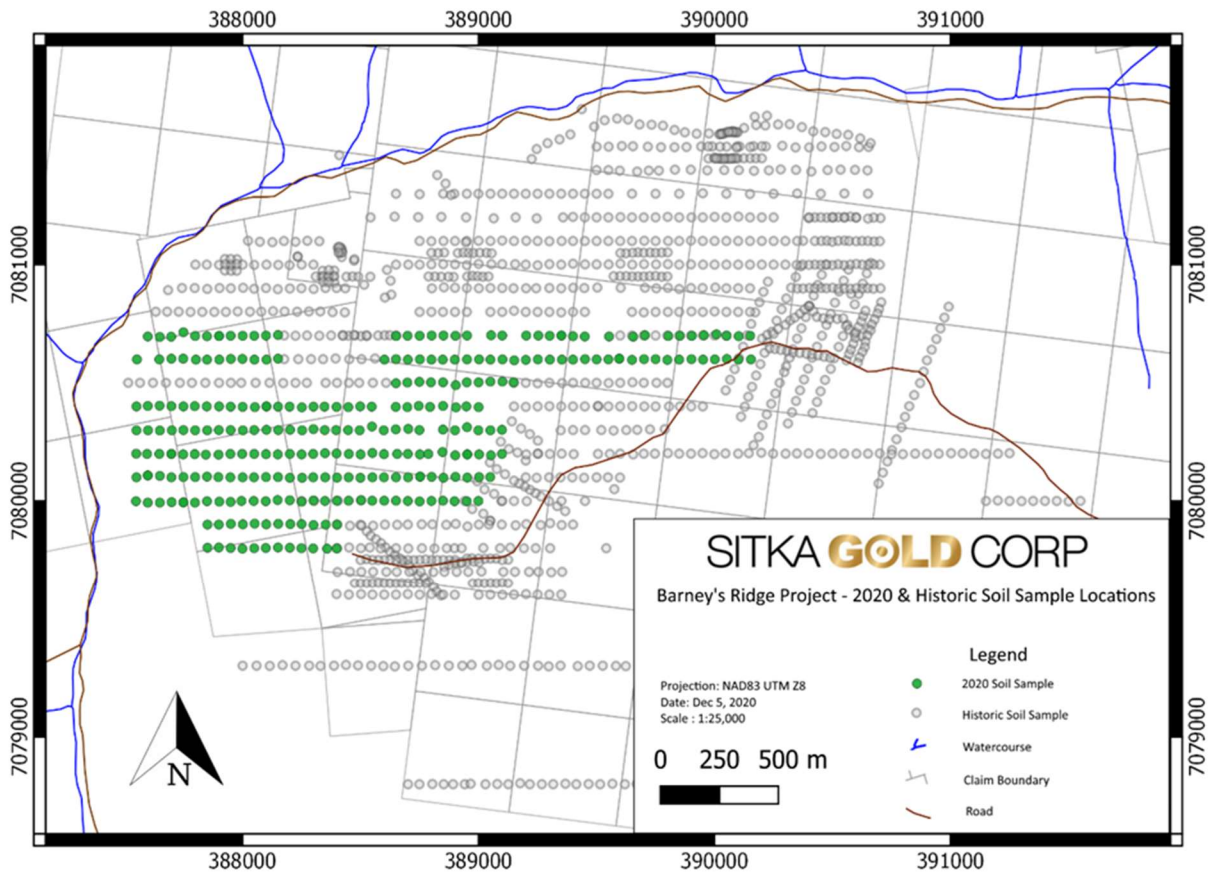 388000 389000 390000 391000
7081000 7081000
7080000 7080000
7079000 7079000
SITKA GOLD CORP
Barney's Ridge Project - 2020 & Historic Soil Sample Locations
Legend
Projection: NAD83 UTM Z8
Date: Dec 5, 2020
Scale : 1:25,000
0 250 500 m
2020 Soil Sample
Historic Soil Sample
Watercourse
Claim Boundary
Road
N
388000 389000 390000 391000